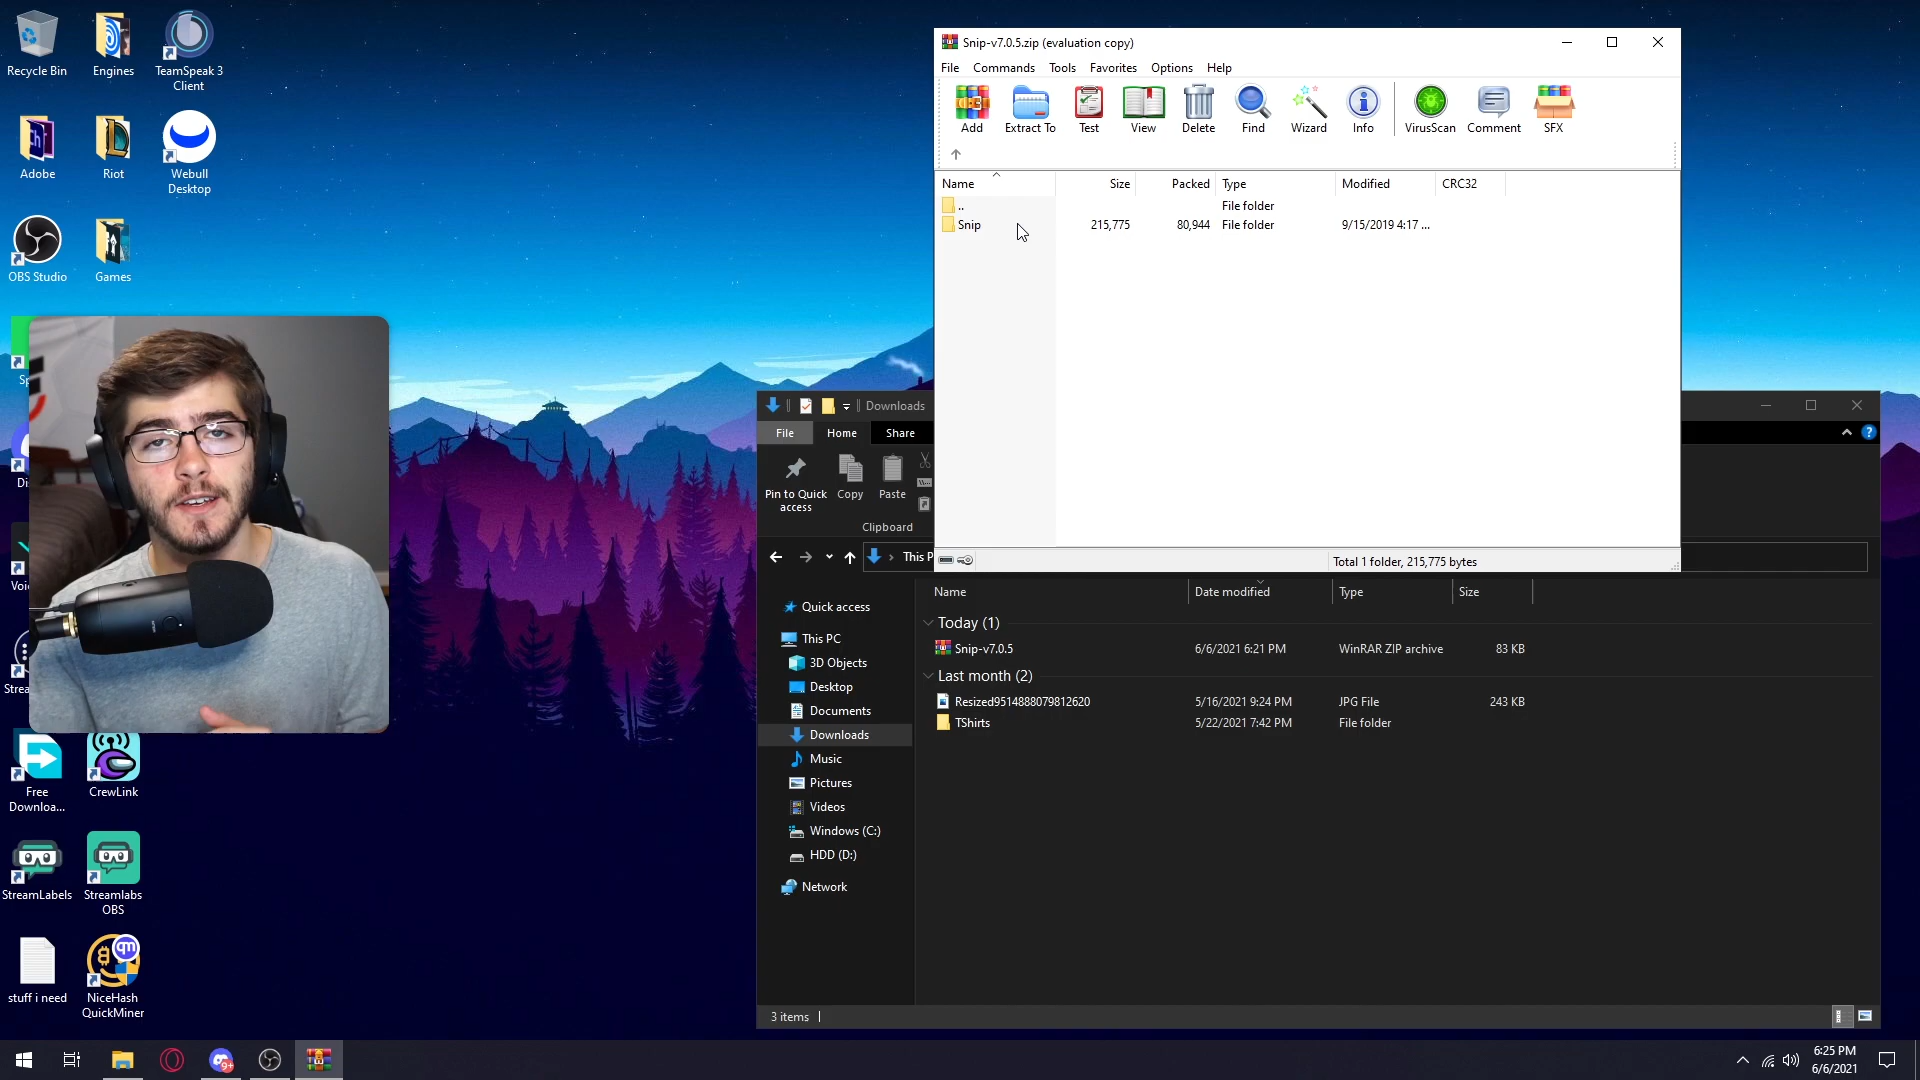 Recycle Bin
Engines
TeamSpeak 3
Client
Adobe
Riot
Webull
Desktop
OBS Studio
Games
Sp
Di
Voi
Strea
Free
Downloa...
CrewLink
StreamLabels
Streamlabs
OBS
stuff i need
NiceHash
QuickMiner
Snip-v7.0.5.zip (evaluation copy)
File Commands Tools Favorites Options Help
Add Extract To Test View Delete Find Wizard Info VirusScan Comment SFX
Name Size Packed Type Modified CRC32
.. File folder
Snip 215,775 80,944 File folder 9/15/2019 4:17 ...
Total 1 folder, 215,775 bytes
Downloads
File Home Share
Pin to Quick
access
Copy
Paste
Clipboard
This P
Quick access
This PC
3D Objects
Desktop
Documents
Downloads
Music
Pictures
Videos
Windows (C:)
HDD (D:)
Network
Name Date modified Type Size
Today (1)
Snip-v7.0.5 6/6/2021 6:21 PM WinRAR ZIP archive 83 KB
Last month (2)
Resized9514888079812620 5/16/2021 9:24 PM JPG File 243 KB
TShirts 5/22/2021 7:42 PM File folder
3 items
9+
6:25 PM
6/6/2021